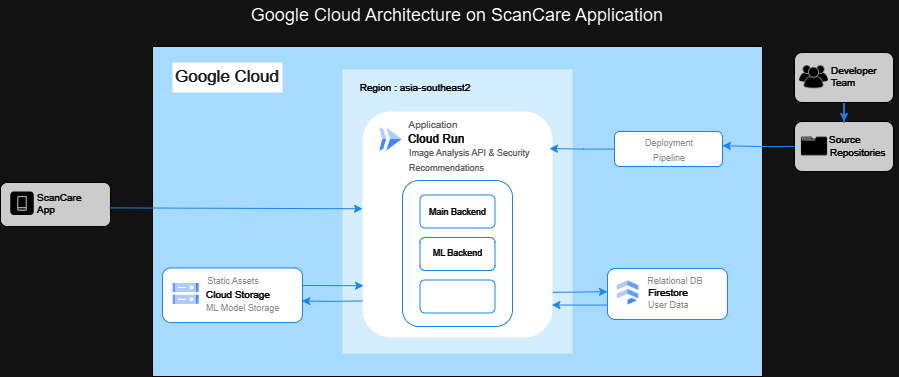 Google Cloud Architecture on ScanCare Application
Google Cloud
Region : asia-southeast2
Application
Cloud Run
Image Analysis API & Security
Recommendations
Main Backend
ML Backend
Developer
Team
Source
Repositories
Deployment
Pipeline
ScanCare
App
Static Assets
Cloud Storage
ML Model Storage
Relational DB
Firestore
User Data